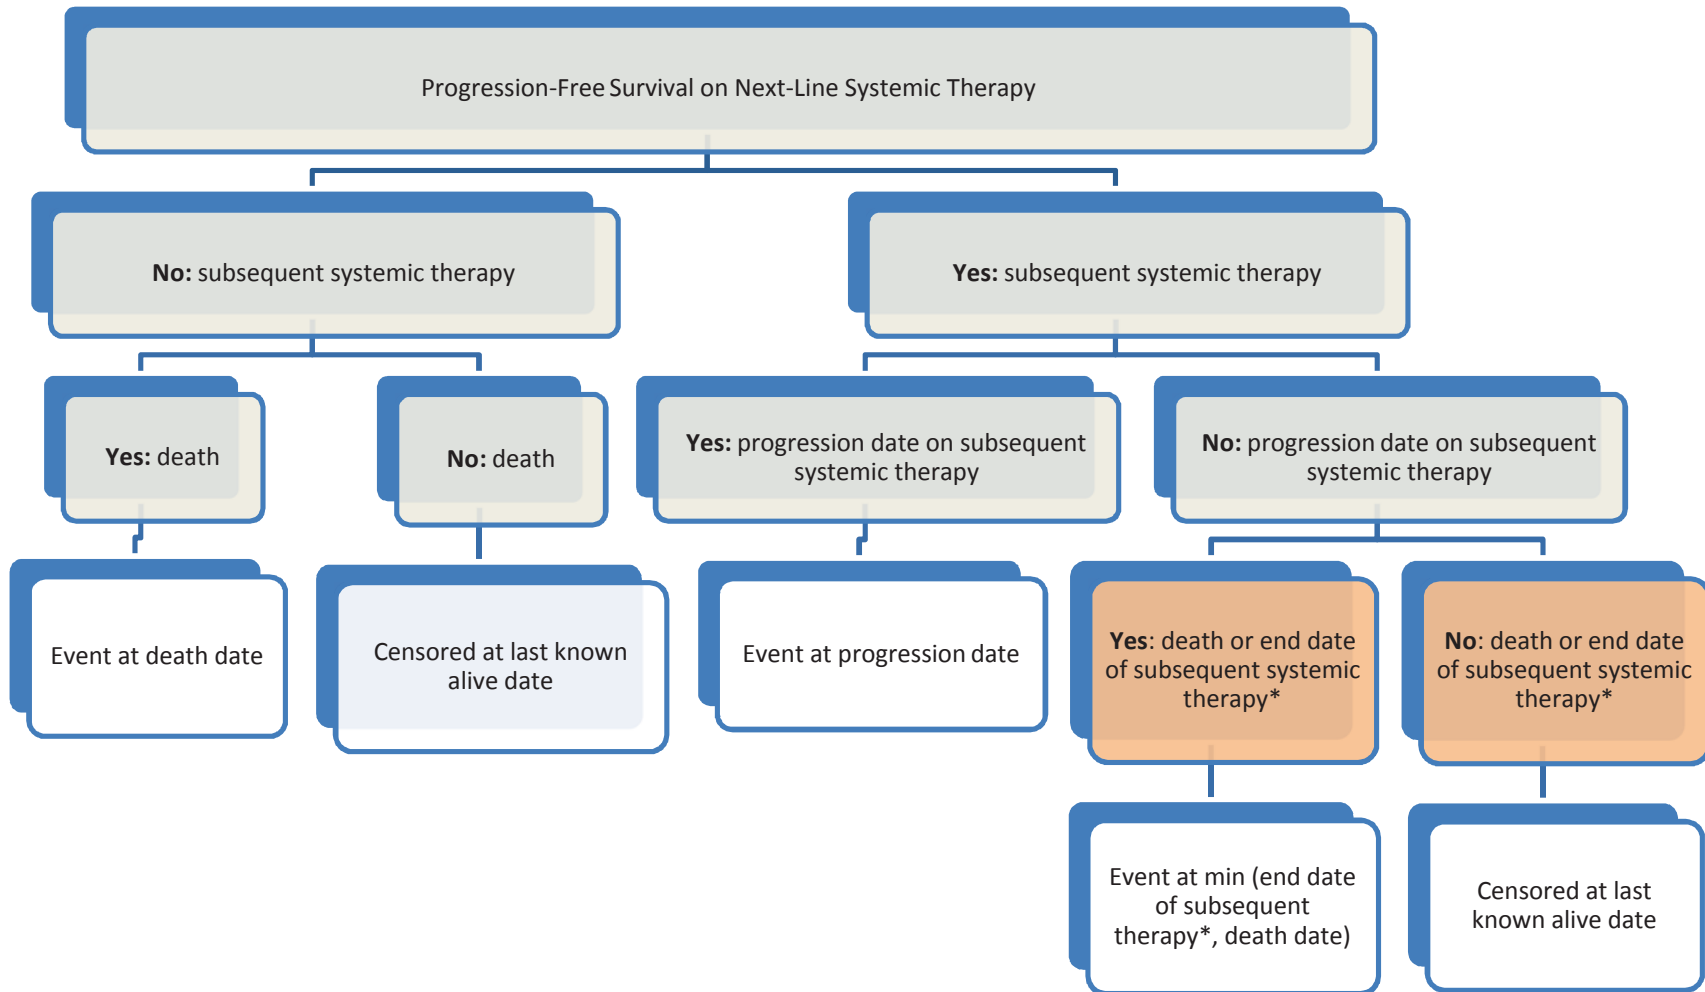 Progression-Free Survival on Next-Line Systemic Therapy
No: subsequent systemic therapy
Yes: subsequent systemic therapy
Yes: death
No: death
Yes: progression date on subsequent
systemic therapy
No: progression date on subsequent
systemic therapy
Event at death date
Censored at last known
alive date
Event at progression date
Yes: death or end date
of subsequent systemic
therapy*
No: death or end date
of subsequent systemic
therapy*
Event at min (end date
of subsequent
therapy*, death date)
Censored at last
known alive date